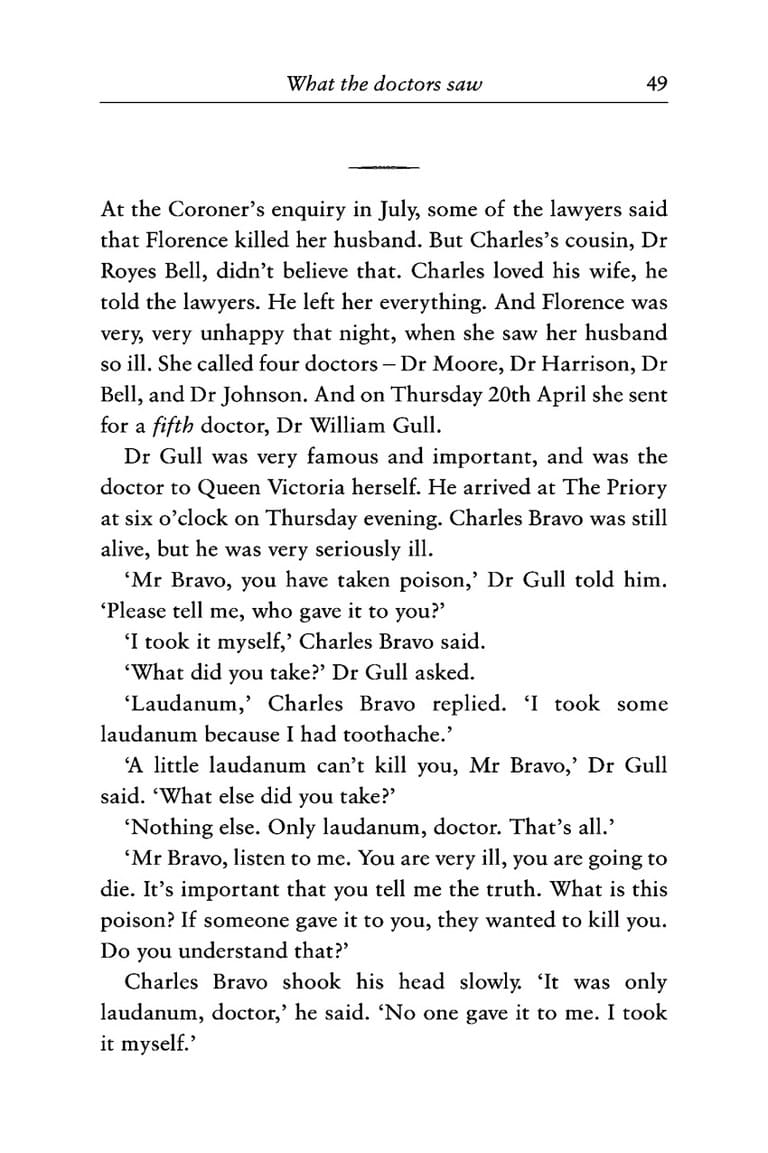 What the doctors saw 49
At the Coroner’s enquiry in July, some of the lawyers said
that Florence killed her husband. But Charles’s cousin, Dr
Royes Bell, didn’t believe that. Charles loved his wife, he
told the lawyers. He left her everything. And Florence was
very, very unhappy that night, when she saw her husband
so ill. She called four doctors – Dr Moore, Dr Harrison, Dr
Bell, and Dr Johnson. And on Thursday 20th April she sent
for a fifth doctor, Dr William Gull.
Dr Gull was very famous and important, and was the
doctor to Queen Victoria herself. He arrived at The Priory
at six o’clock on Thursday evening. Charles Bravo was still
alive, but he was very seriously ill.
‘Mr Bravo, you have taken poison,’ Dr Gull told him.
‘Please tell me, who gave it to you?’
‘I took it myself,’ Charles Bravo said.
‘What did you take?’ Dr Gull asked.
‘Laudanum,’ Charles Bravo replied. ‘I took some
laudanum because I had toothache.’
‘A little laudanum can’t kill you, Mr Bravo,’ Dr Gull
said. ‘What else did you take?’
‘Nothing else. Only laudanum, doctor. That’s all.’
‘Mr Bravo, listen to me. You are very ill, you are going to
die. It’s important that you tell me the truth. What is this
poison? If someone gave it to you, they wanted to kill you.
Do you understand that?’
Charles Bravo shook his head slowly. ‘It was only
laudanum, doctor,’ he said. ‘No one gave it to me. I took
it myself.’